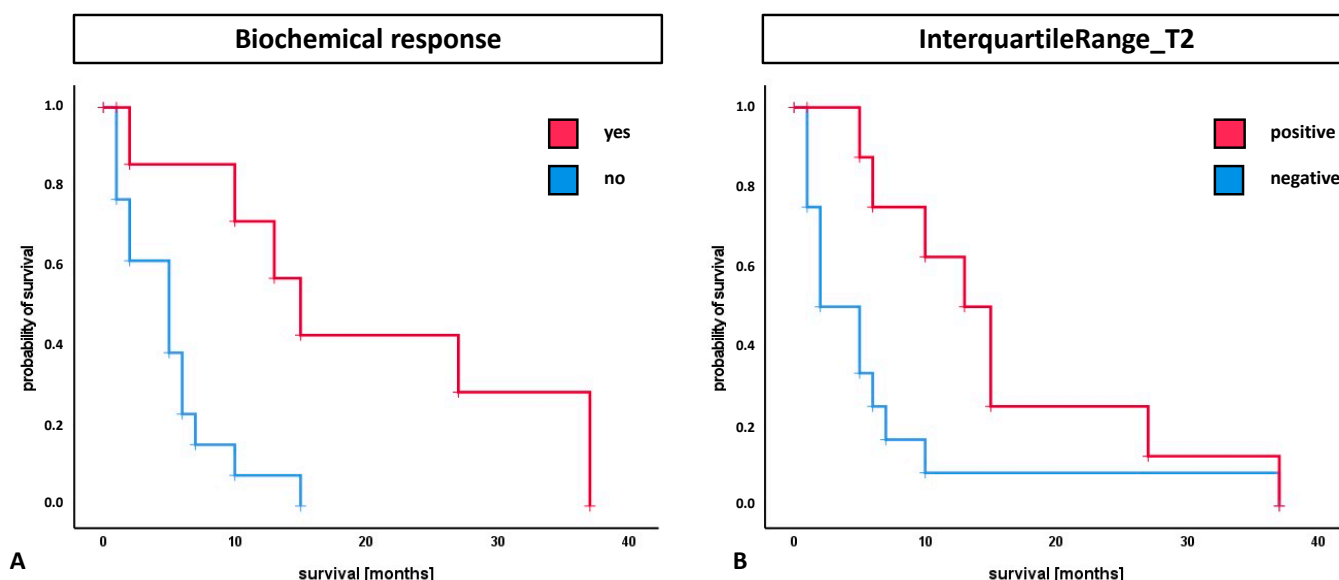 Biochemical response
InterquartileRange_T2
yes
no
probability of survival
1.0
0.8
0.6
0.4
0.2
0.0
0 10 20 30 40
survival [months]
A
positive
negative
probability of survival
1.0
0.8
0.6
0.4
0.2
0.0
0 10 20 30 40
survival [months]
B